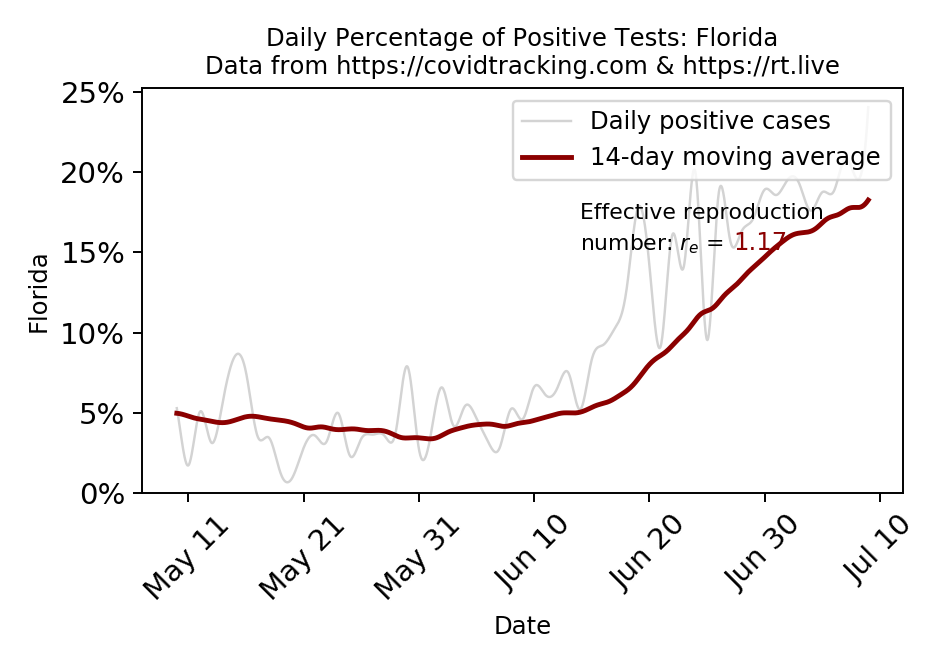 Daily Percentage of Positive Tests: Florida
Data from https://covidtracking.com & https://rt.live
25%
20%
15%
10%
5%
0%
Florida
Daily positive cases
14-day moving average
Effective reproduction
number: rₑ = 1.17
May 11
May 21
May 31
Jun 10
Jun 20
Jun 30
Jul 10
Date